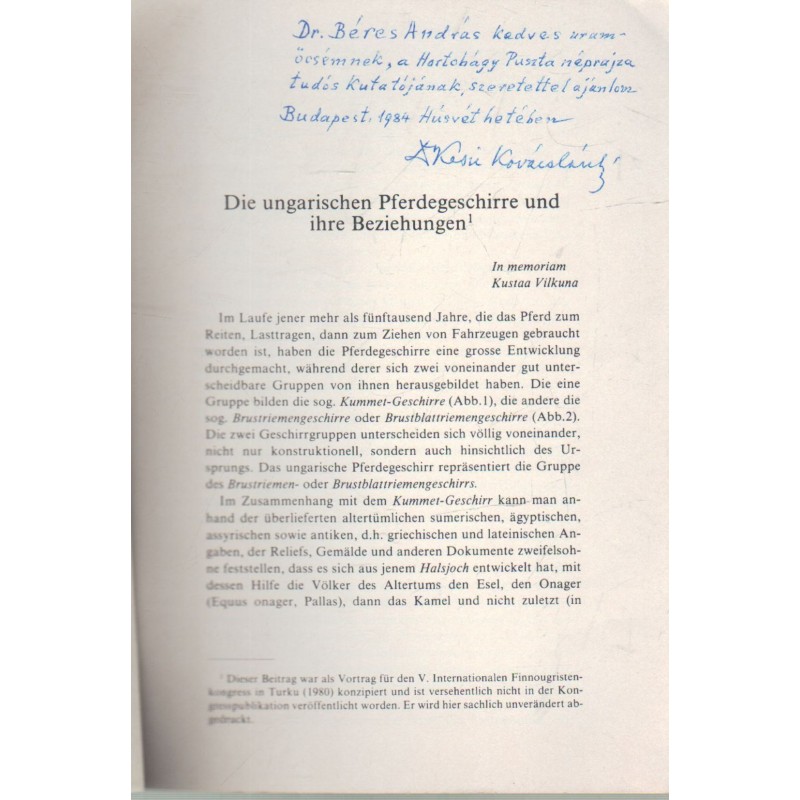 Dr. Béres András kedves uram-
öcsémnek, a Hortobágy Puszta néprajza
tudós Kutatójának, szeretettel ajánlom
Budapest, 1984 Húsvét hetében
Kovács
Die ungarischen Pferdegeschirre und
ihre Beziehungen¹
In memoriam
Kustaa Vilkuna
Im Laufe jener mehr als fünftausend Jahre, die das Pferd zum
Reiten, Lasttragen, dann zum Ziehen von Fahrzeugen gebraucht
worden ist, haben die Pferdegeschirre eine grosse Entwicklung
durchgemacht, während derer sich zwei voneinander gut unter-
scheidbare Gruppen von ihnen herausgebildet haben. Die eine
Gruppe bilden die sog. Kummet-Geschirre (Abb.1), die andere die
sog. Brustriemengeschirre oder Brustblattriemengeschirre (Abb.2).
Die zwei Geschirrgruppen unterscheiden sich völlig voneinander,
nicht nur konstruktionell, sondern auch hinsichtlich des Ur-
sprungs. Das ungarische Pferdegeschirr repräsentiert die Gruppe
des Brustriemen- oder Brustblattriemengeschirrs.
Im Zusammenhang mit dem Kummet-Geschirr kann man an-
hand der überlieferten altertümlichen sumerischen, ägyptischen,
assyrischen sowie antiken, d.h. griechischen und lateinischen An-
gaben, der Reliefs, Gemälde und anderen Dokumente zweifelsoh-
ne feststellen, dass es sich aus jenem Halsjoch entwickelt hat, mit
dessen Hilfe die Völker des Altertums den Esel, den Onager
(Equus onager, Pallas), dann das Kamel und nicht zuletzt (in
¹ Dieser Beitrag war als Vortrag für den V. Internationalen Finnougristen-
kongress in Turku (1980) konzipiert und ist versehentlich nicht in der Kon-
gresspublikation veröffentlicht worden. Er wird hier sachlich unverändert ab-
gedruckt.